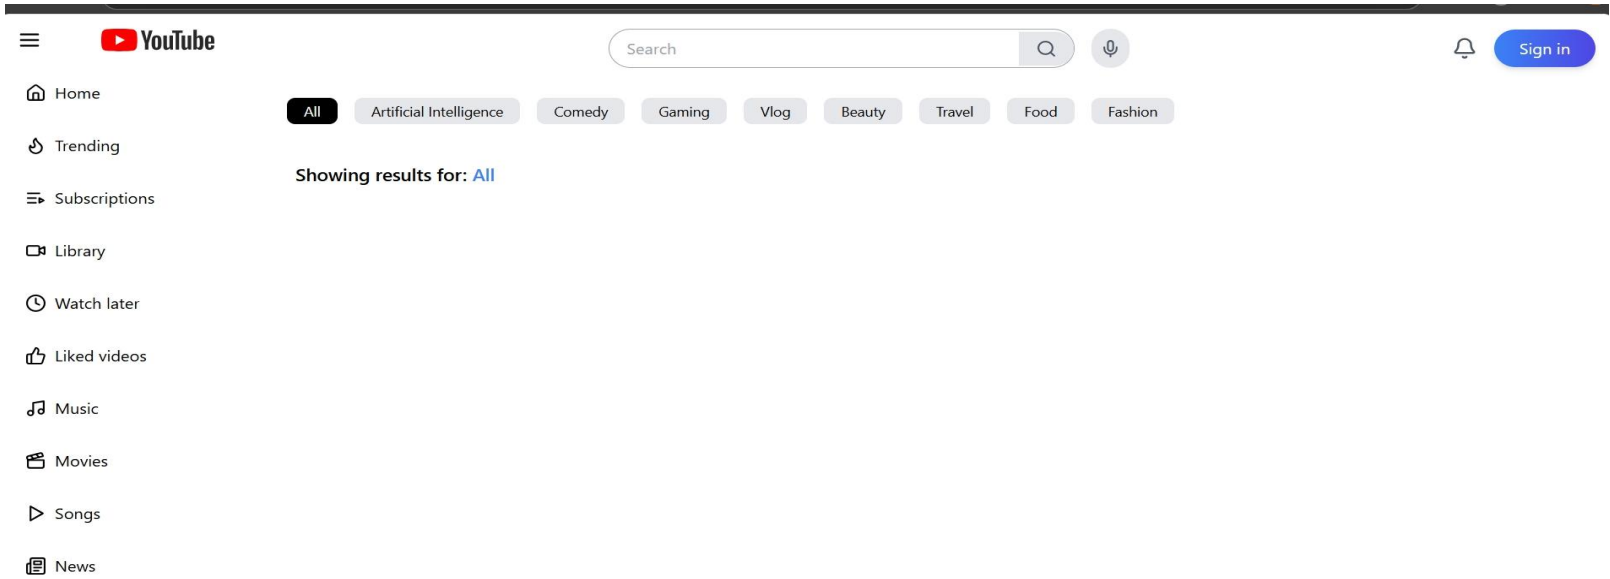 YouTube
Search
Sign in
Home
All Artificial Intelligence Comedy Gaming Vlog Beauty Travel Food Fashion
Trending
Showing results for: All
Subscriptions
Library
Watch later
Liked videos
Music
Movies
Songs
News